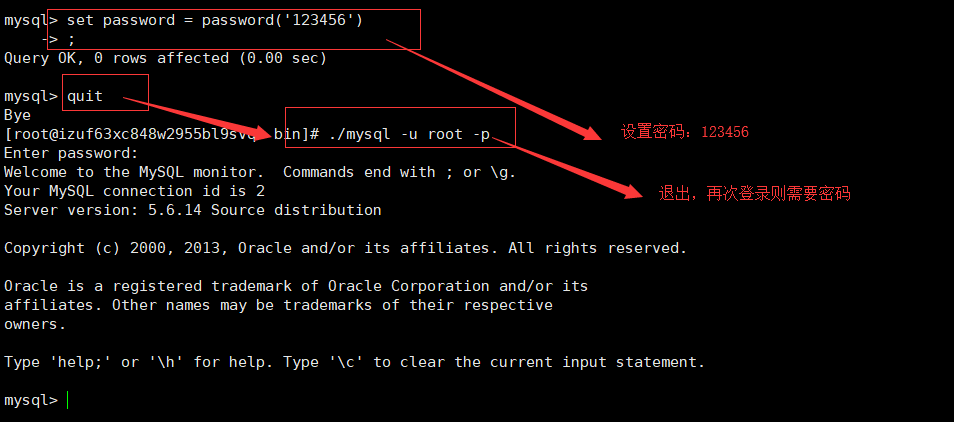 mysql> set password = password('123456')
    -> ;
设置密码：123456
Query OK, 0 rows affected (0.00 sec)
mysql> quit
Bye
[root@izuf63xc848w2955bl9svq bin]# ./mysql -u root -p
退出，再次登录则需要密码
Enter password:
Welcome to the MySQL monitor.  Commands end with ; or \g.
Your MySQL connection id is 2
Server version: 5.6.14 Source distribution
Copyright (c) 2000, 2013, Oracle and/or its affiliates. All rights reserved.
Oracle is a registered trademark of Oracle Corporation and/or its
affiliates. Other names may be trademarks of their respective
owners.
Type 'help;' or '\h' for help. Type '\c' to clear the current input statement.
mysql>